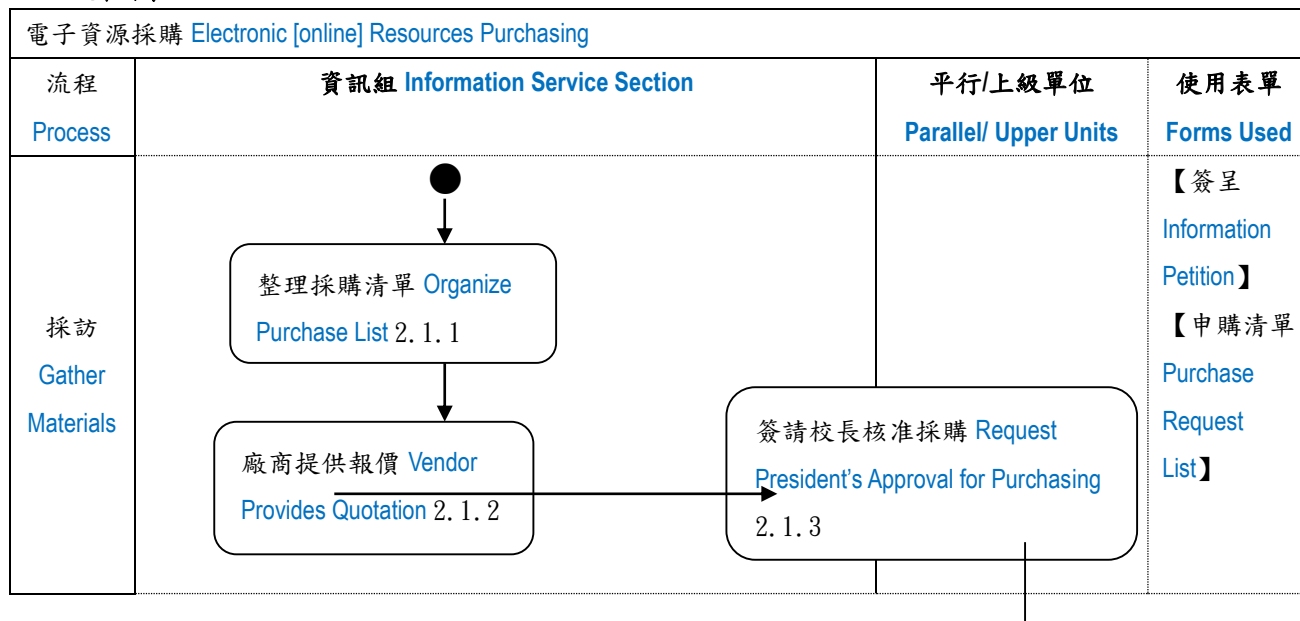 電子資源採購 Electronic [online] Resources Purchasing
流程
Process
資訊組 Information Service Section
平行/上級單位
Parallel/ Upper Units
使用表單
Forms Used
採訪
Gather
Materials
整理採購清單 Organize
Purchase List 2.1.1
廠商提供報價 Vendor
Provides Quotation 2.1.2
簽請校長核准採購 Request
President's Approval for Purchasing
2.1.3
【簽呈
Information
Petition】
【申購清單
Purchase
Request
List】